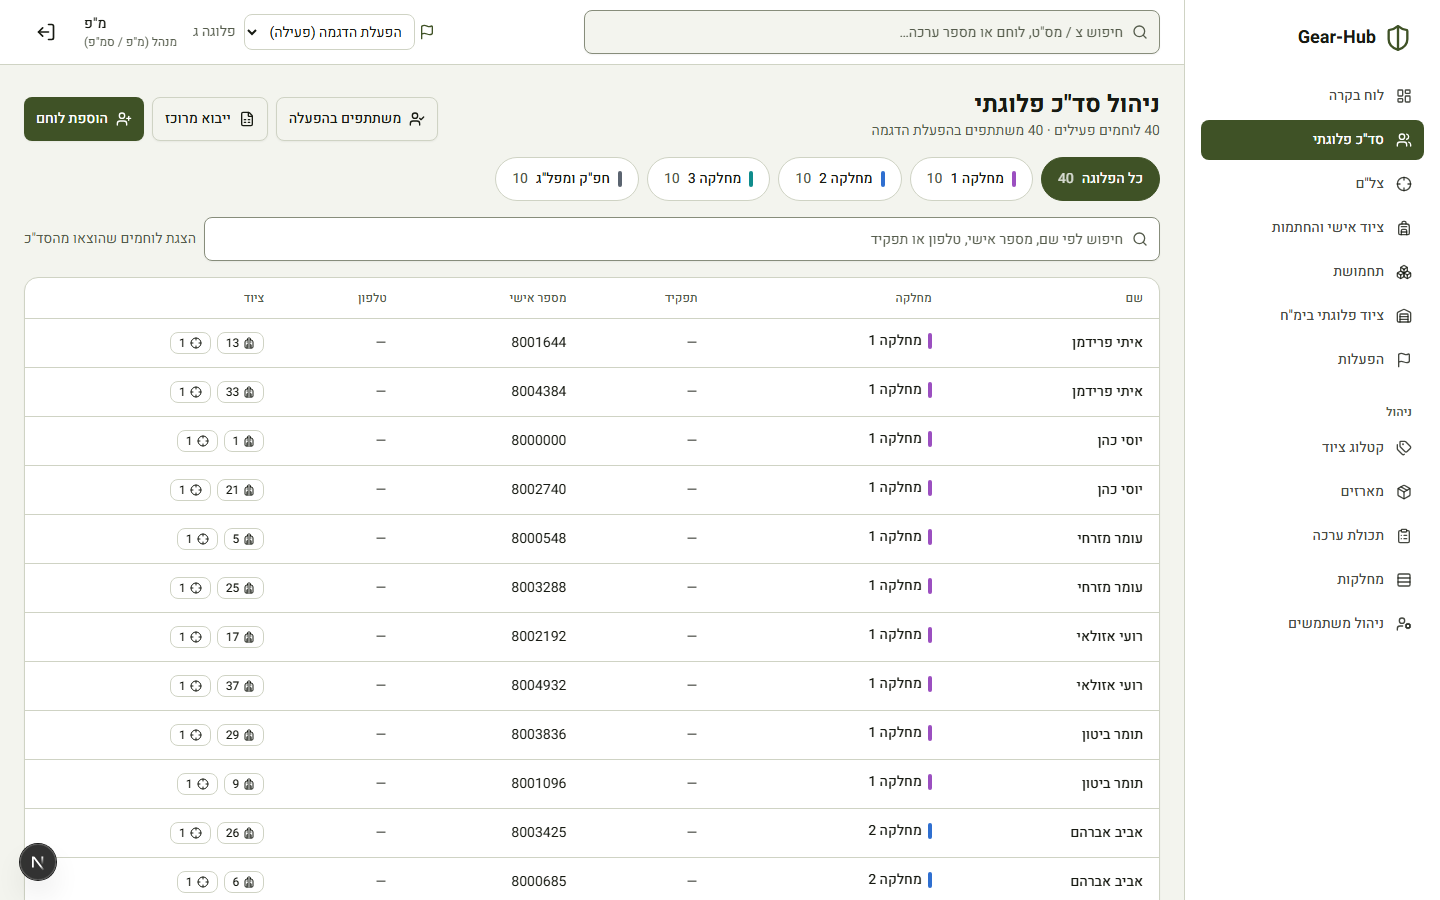 Gear-Hub
לוח בקרה
סד"כ פלוגתי
צל"ם
ציוד אישי והחתמות
תחמושת
ציוד פלוגתי בימ"ח
הפעלות
ניהול
קטלוג ציוד
מארזים
תכולת ערכה
מחלקות
ניהול משתמשים
חיפוש צ / מס"ט, לוחם או מספר ערכה...
הפעלת הדגמה (פעילה)
פלוגה ג
מ"פ
מנהל (מ"פ / סמ"פ)
ניהול סד"כ פלוגתי
40 לוחמים פעילים · 40 משתתפים בהפעלת הדגמה
משתתפים בהפעלה
ייבוא מרוכז
הוספת לוחם
כל הפלוגה 40
מחלקה 1 10
מחלקה 2 10
מחלקה 3 10
חפ"ק ומפל"ג 10
חיפוש לפי שם, מספר אישי, טלפון או תפקיד
הצגת לוחמים שהוצאו מהסד"כ
שם מחלקה תפקיד מספר אישי טלפון ציוד
איתי פרידמן מחלקה 1 — 8001644 — 13 1
איתי פרידמן מחלקה 1 — 8004384 — 33 1
יוסי כהן מחלקה 1 — 8000000 — 1 1
יוסי כהן מחלקה 1 — 8002740 — 21 1
עומר מזרחי מחלקה 1 — 8000548 — 5 1
עומר מזרחי מחלקה 1 — 8003288 — 25 1
רועי אזולאי מחלקה 1 — 8002192 — 17 1
רועי אזולאי מחלקה 1 — 8004932 — 37 1
תומר ביטון מחלקה 1 — 8003836 — 29 1
תומר ביטון מחלקה 1 — 8001096 — 9 1
אביב אברהם מחלקה 2 — 8003425 — 26 1
אביב אברהם מחלקה 2 — 8000685 — 6 1
N